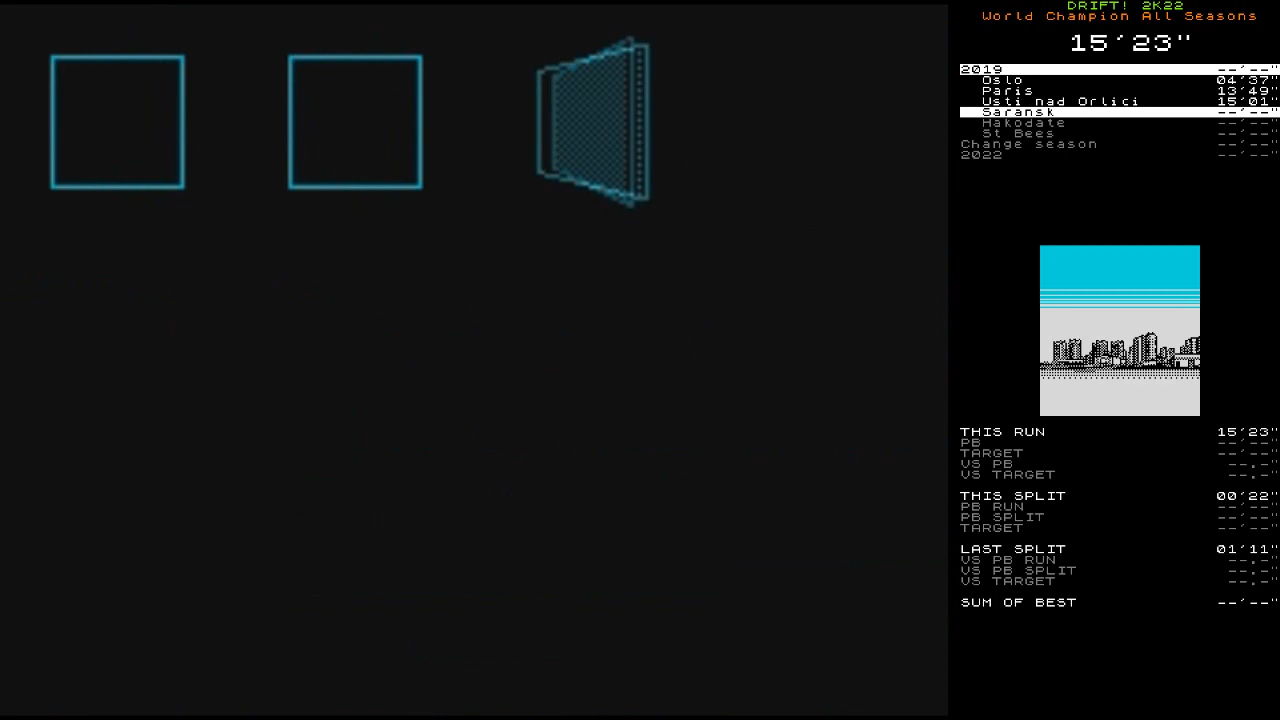 DRIFT! 2K22
World Champion All Seasons
15'23"
2019 --'--"
Oslo 04'37"
Paris 13'49"
Usti nad Orlici 15'01"
Saransk --'--"
Hakodate --'--"
St Bees --'--"
Change season --'--"
2022 --'--"
THIS RUN 15'23"
PB --'--"
TARGET --'--"
VS PB --.-"
VS TARGET --.-"
THIS SPLIT 00'22"
PB RUN --'--"
PB SPLIT --'--"
TARGET --'--"
LAST SPLIT 01'11"
VS PB RUN --.-"
VS PB SPLIT --.-"
VS TARGET --.-"
SUM OF BEST --'--"